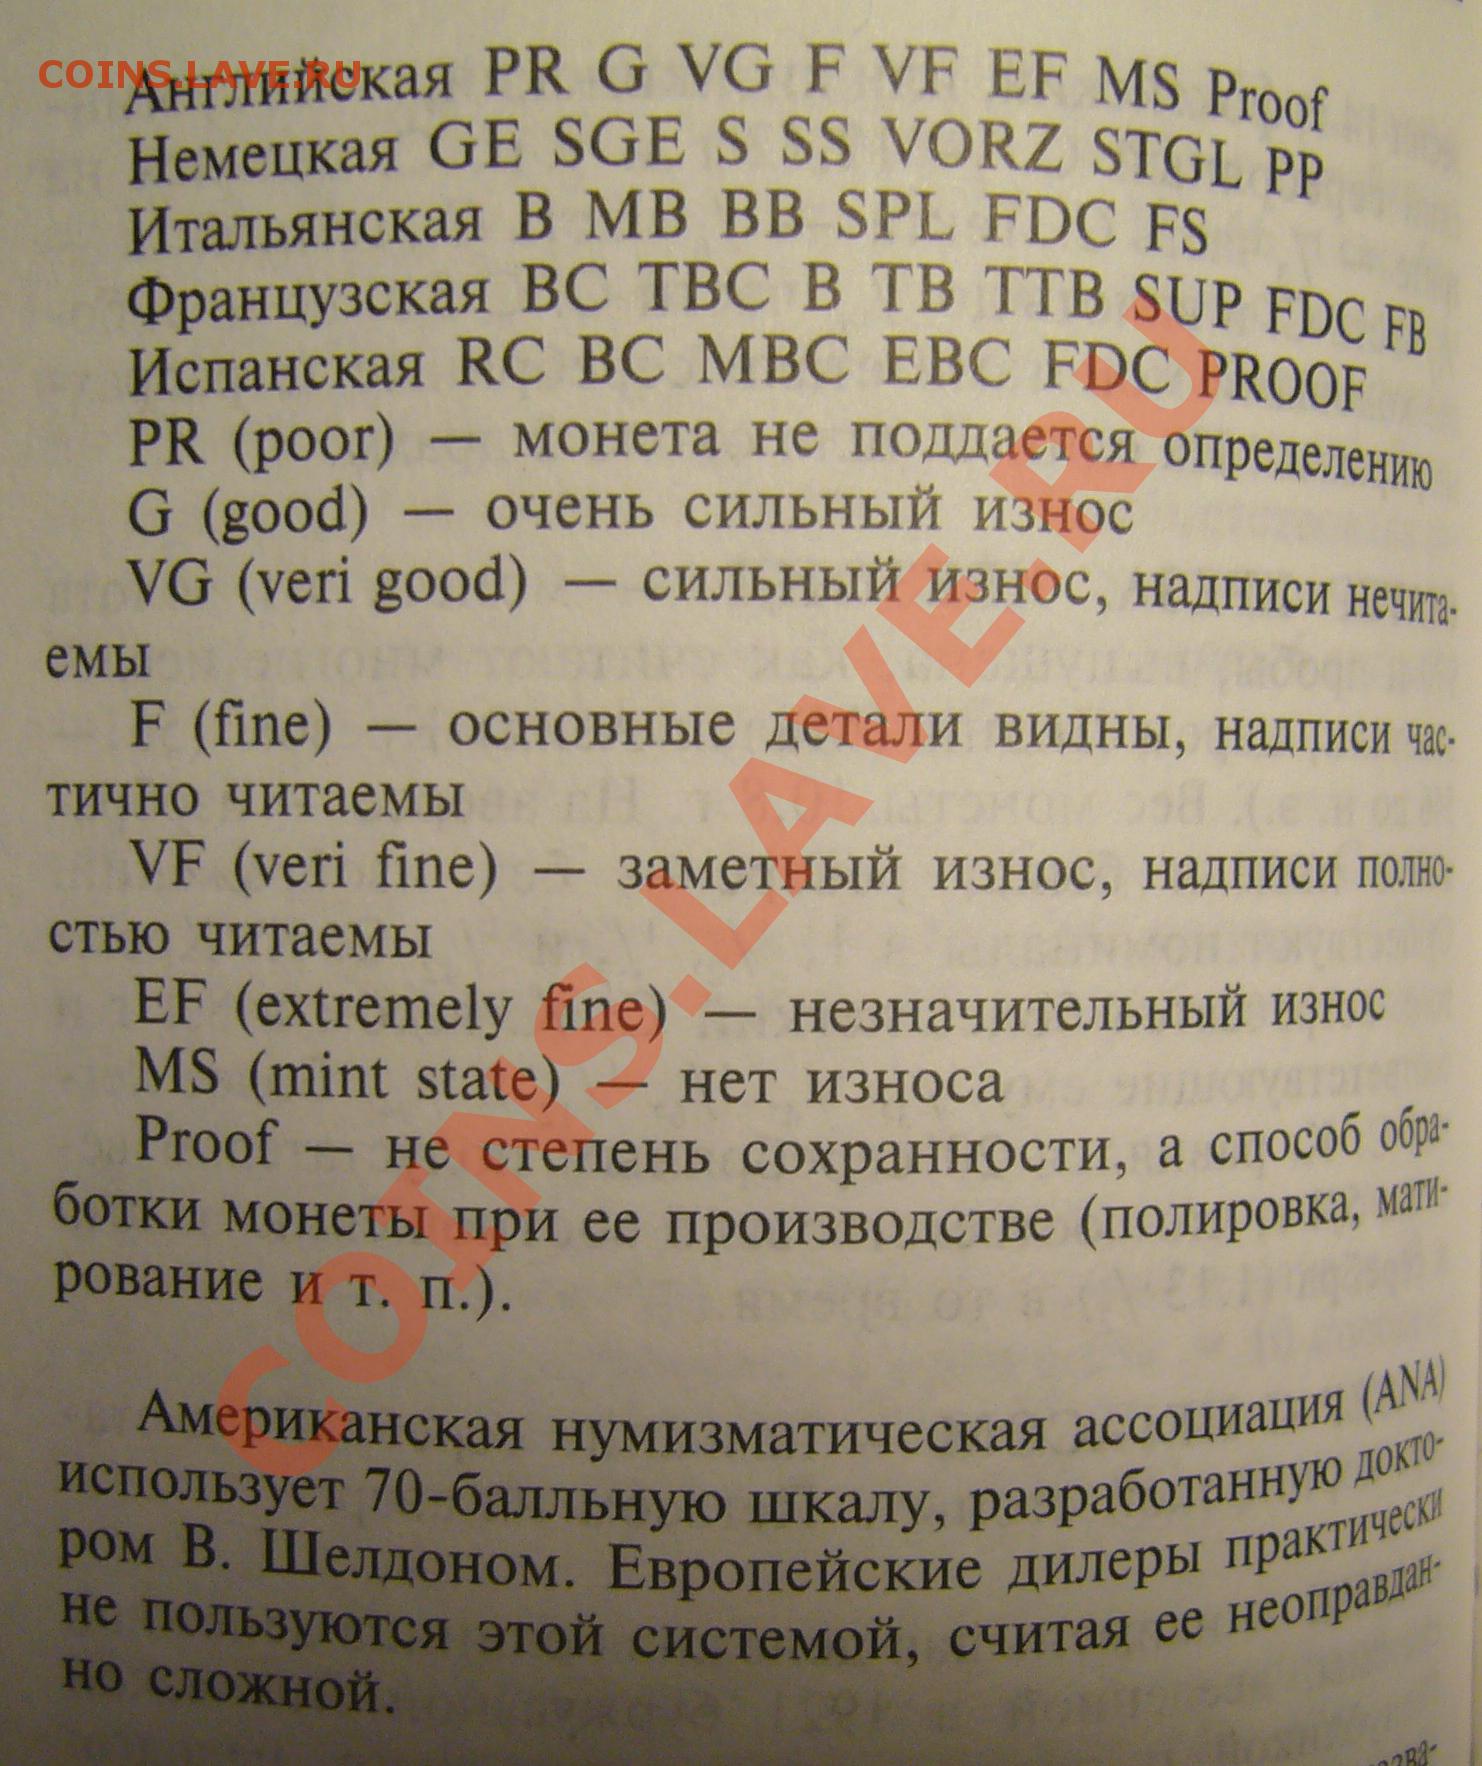 COINS.LAVE.RU
Английская PR G VG F VF EF MS Proof
Немецкая GE SGE S SS VORZ STGL PP
Итальянская B MB BB SPL FDC FS
Французская BC TBC B TB TTB SUP FDC FB
Испанская RC BC MBC EBC FDC PROOF
PR (poor) — монета не поддается определению
G (good) — очень сильный износ
VG (veri good) — сильный износ, надписи нечита-
емы
F (fine) — основные детали видны, надписи час-
тично читаемы
VF (veri fine) — заметный износ, надписи полно-
стью читаемы
EF (extremely fine) — незначительный износ
MS (mint state) — нет износа
Proof — не степень сохранности, а способ обра-
ботки монеты при ее производстве (полировка, мати-
рование и т. п.).
Американская нумизматическая ассоциация (ANA)
использует 70-балльную шкалу, разработанную докто-
ром В. Шелдоном. Европейские дилеры практически
не пользуются этой системой, считая ее неоправдан-
но сложной.
COINS.LAVE.RU